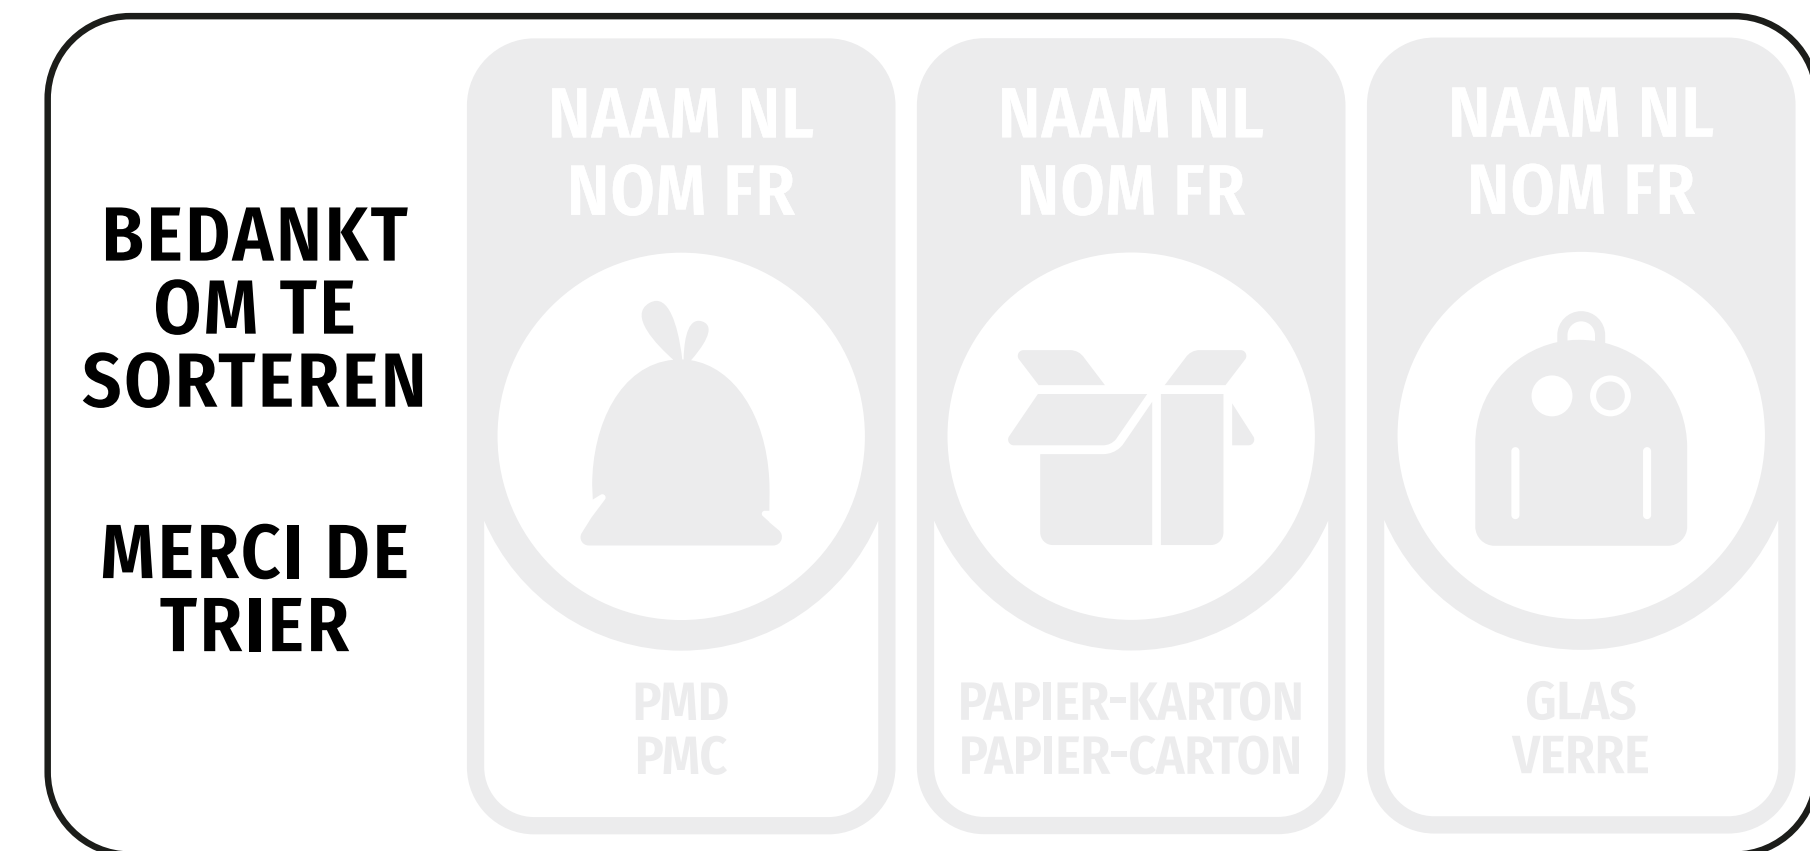 BEDANKT
OM TE
SORTEREN
MERCI DE
TRIER
NAAM NL
NOM FR
PMD
PMC
NAAM NL
NOM FR
PAPIER-KARTON
PAPIER-CARTON
NAAM NL
NOM FR
GLAS
VERRE